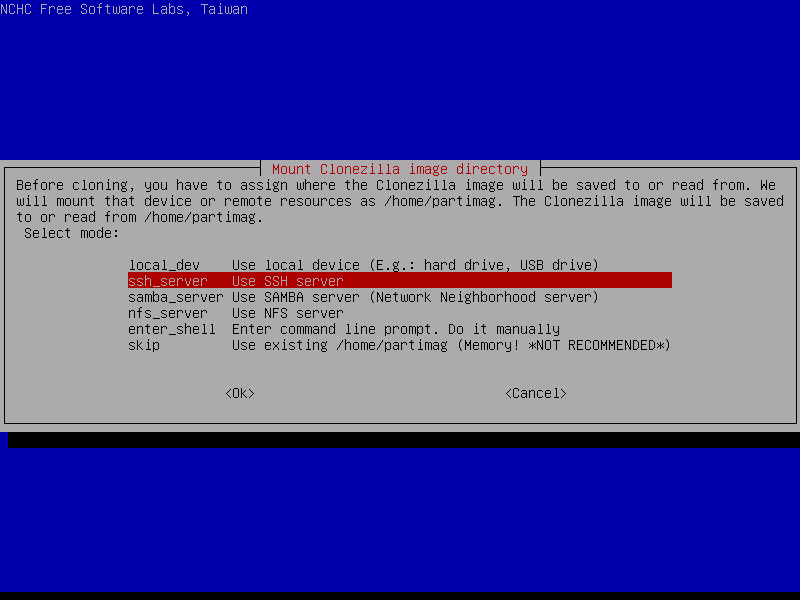 NCHC Free Software Labs, Taiwan
Mount Clonezilla image directory
Before cloning, you have to assign where the Clonezilla image will be saved to or read from. We
will mount that device or remote resources as /home/partimag. The Clonezilla image will be saved
to or read from /home/partimag.
Select mode:
local_dev Use local device (E.g.: hard drive, USB drive)
ssh_server Use SSH server
samba_server Use SAMBA server (Network Neighborhood server)
nfs_server Use NFS server
enter_shell Enter command line prompt. Do it manually
skip Use existing /home/partimag (Memory! *NOT RECOMMENDED*)
<Ok> <Cancel>